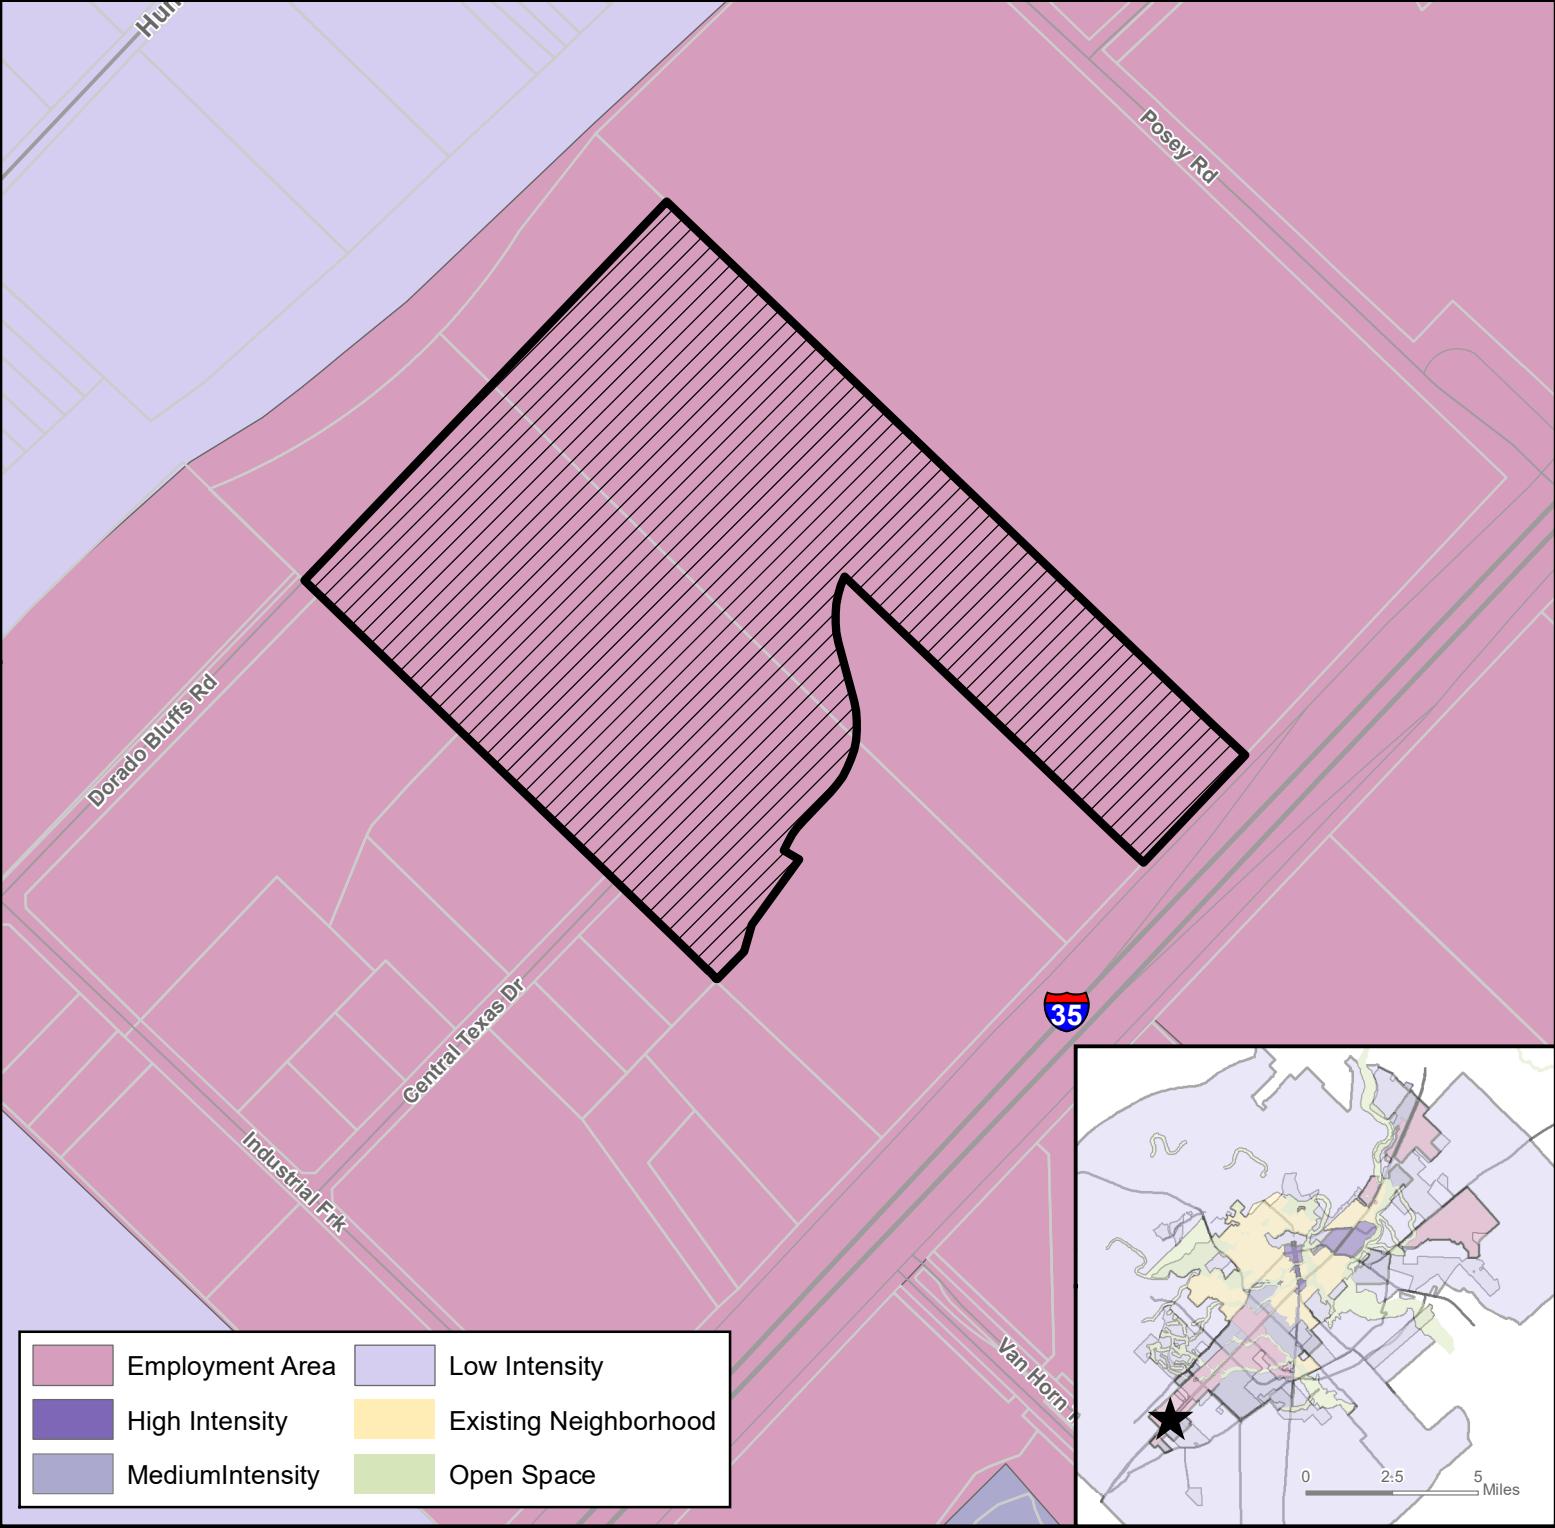 Hun
Posey Rd
Dorado Bluffs Rd
Central Texas Dr
35
Industrial Frk
Van Horn
Employment Area
Low Intensity
High Intensity
Existing Neighborhood
MediumIntensity
Open Space
0 2.5 5
Miles